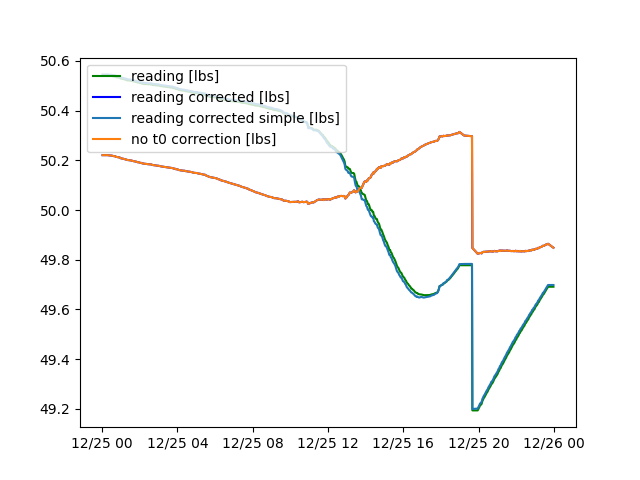 50.6
50.4
50.2
50.0
49.8
49.6
49.4
49.2
reading [lbs]
reading corrected [lbs]
reading corrected simple [lbs]
no t0 correction [lbs]
12/25 00 12/25 04 12/25 08 12/25 12 12/25 16 12/25 20 12/26 00